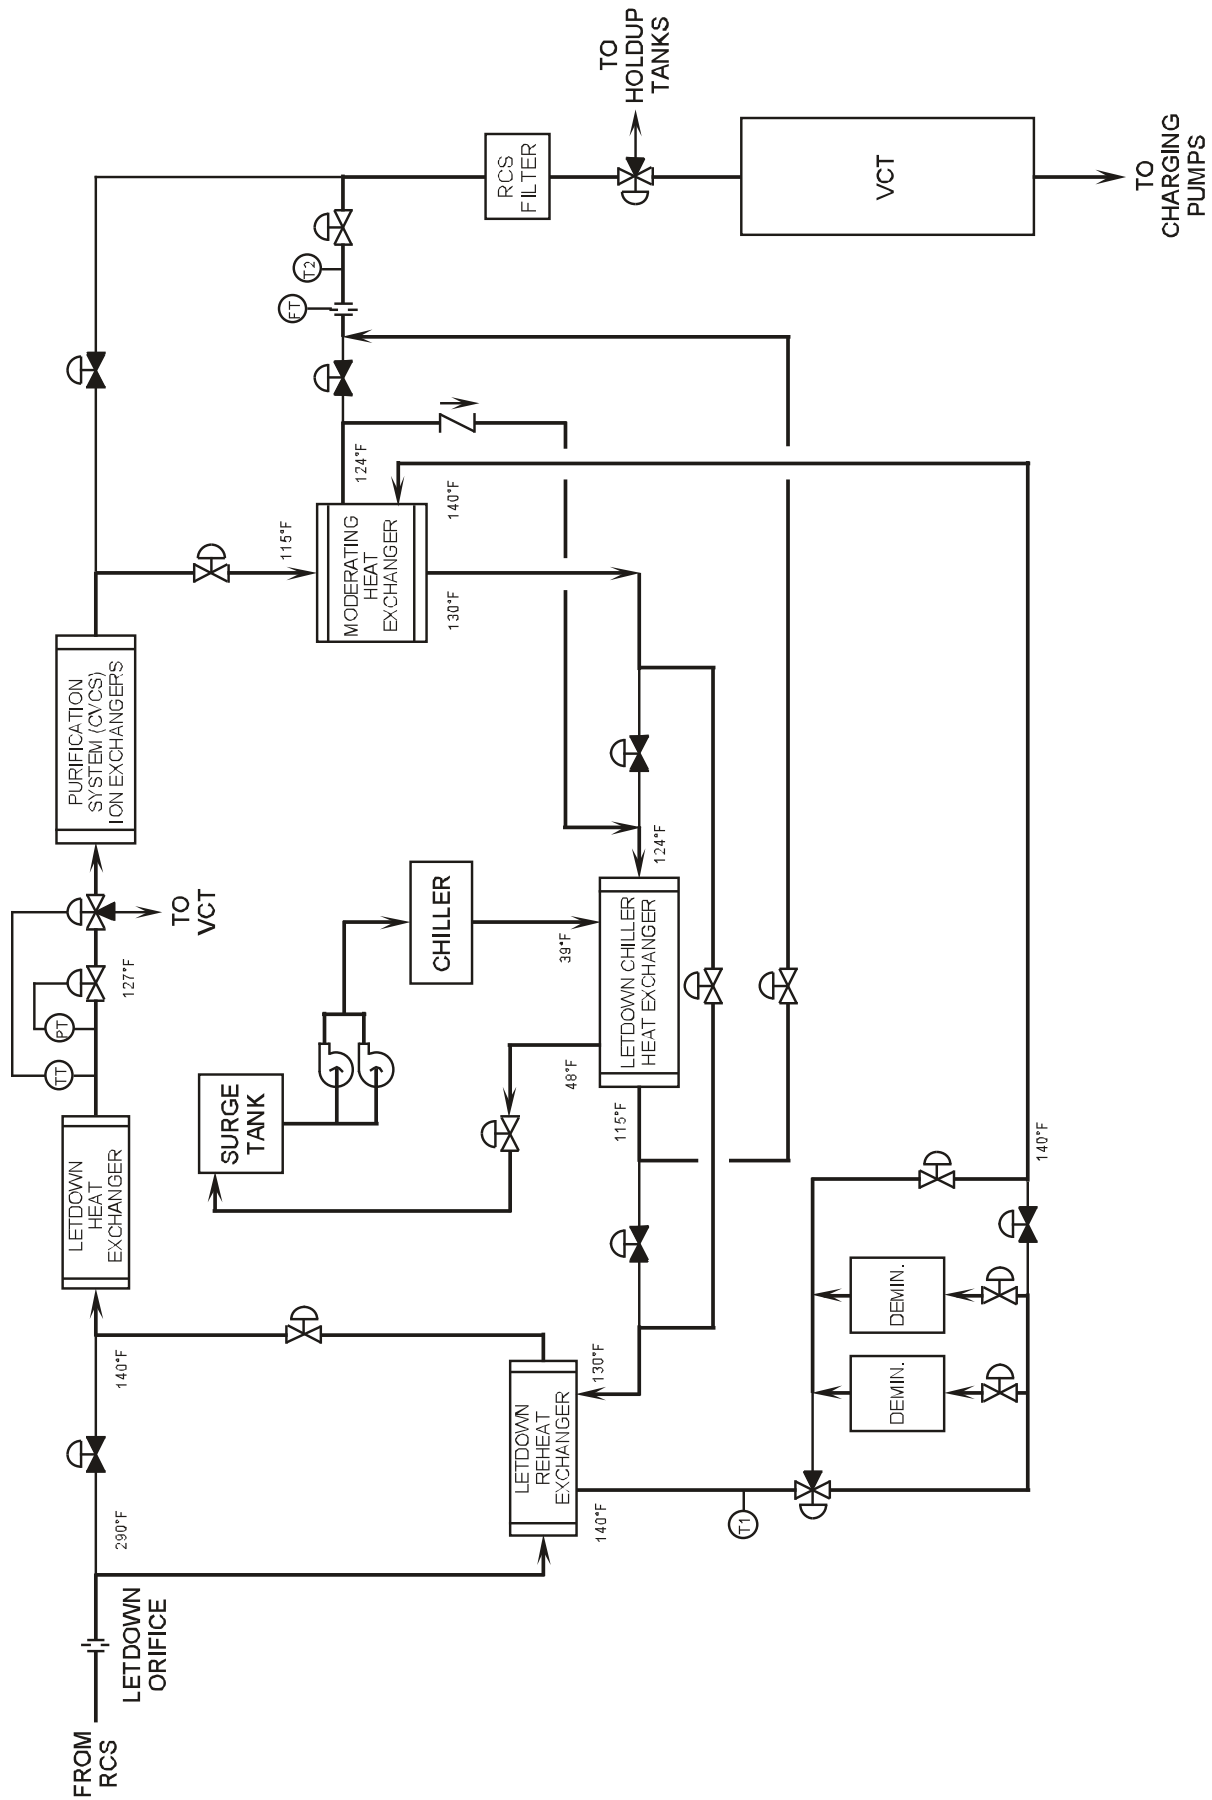 FROM
RCS
LETDOWN
ORIFICE
290°F
140°F
LETDOWN
HEAT
EXCHANGER
TT
PT
127°F
TO
VCT
PURIFICATION
SYSTEM (CVCS)
ION EXCHANGERS
SURGE
TANK
CHILLER
115°F
MODERATING
HEAT
EXCHANGER
124°F
130°F
140°F
FT
T2
RCS
FILTER
TO
HOLDUP
TANKS
VCT
TO
CHARGING
PUMPS
LETDOWN
REHEAT
EXCHANGER
140°F
130°F
39°F
48°F
LETDOWN CHILLER
HEAT EXCHANGER
115°F
124°F
T1
DEMIN.
DEMIN.
140°F